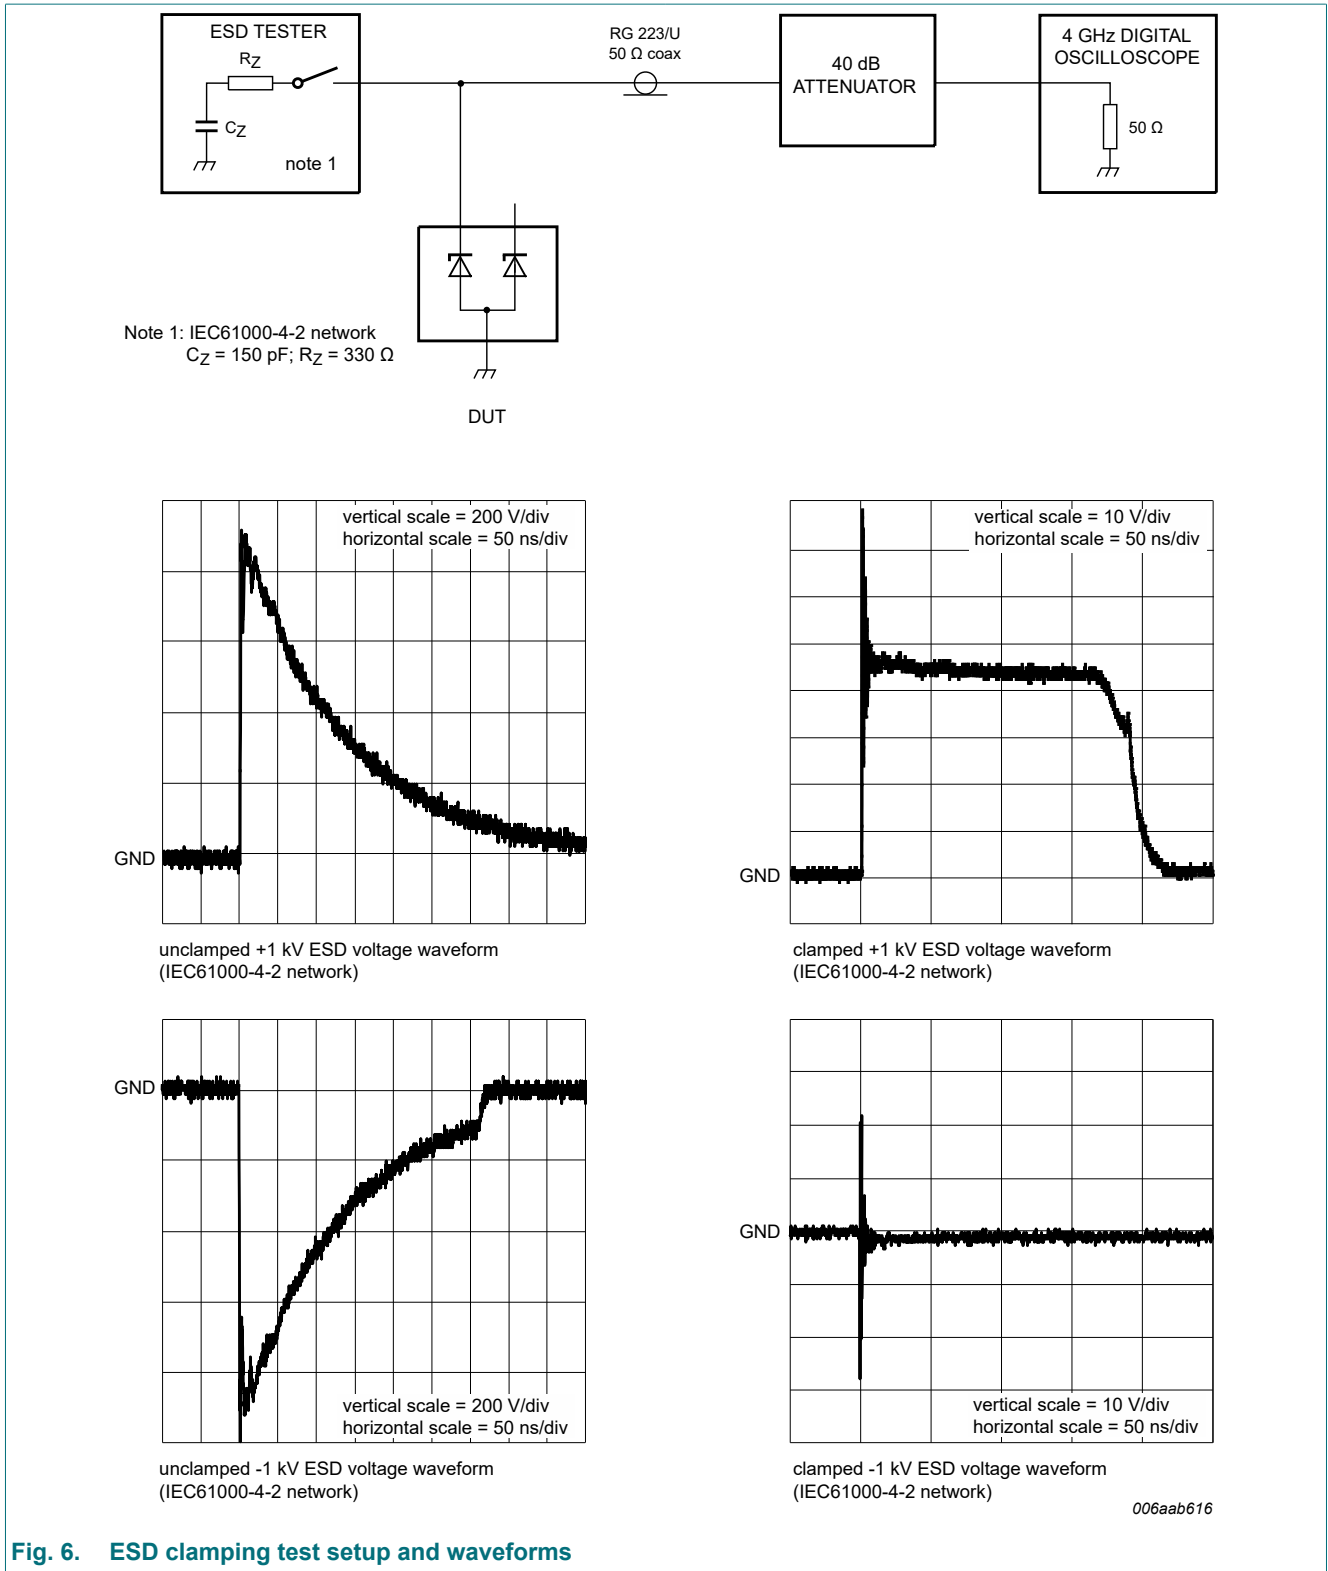 ESD TESTER
RZ
CZ
note 1
RG 223/U
50 Ω coax
40 dB
ATTENUATOR
4 GHz DIGITAL
OSCILLOSCOPE
50 Ω
Note 1: IEC61000-4-2 network
CZ = 150 pF; RZ = 330 Ω
DUT
vertical scale = 200 V/div
horizontal scale = 50 ns/div
GND
unclamped +1 kV ESD voltage waveform
(IEC61000-4-2 network)
vertical scale = 10 V/div
horizontal scale = 50 ns/div
GND
clamped +1 kV ESD voltage waveform
(IEC61000-4-2 network)
GND
vertical scale = 200 V/div
horizontal scale = 50 ns/div
unclamped -1 kV ESD voltage waveform
(IEC61000-4-2 network)
GND
vertical scale = 10 V/div
horizontal scale = 50 ns/div
clamped -1 kV ESD voltage waveform
(IEC61000-4-2 network)
006aab616
Fig. 6. ESD clamping test setup and waveforms